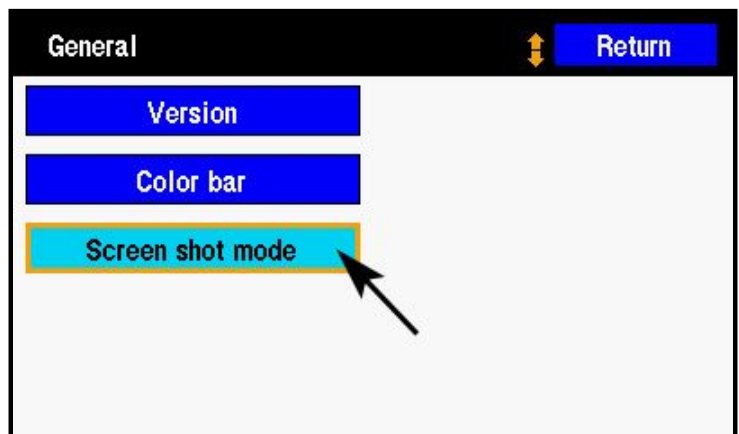 General
Return
Version
Color bar
Screen shot mode